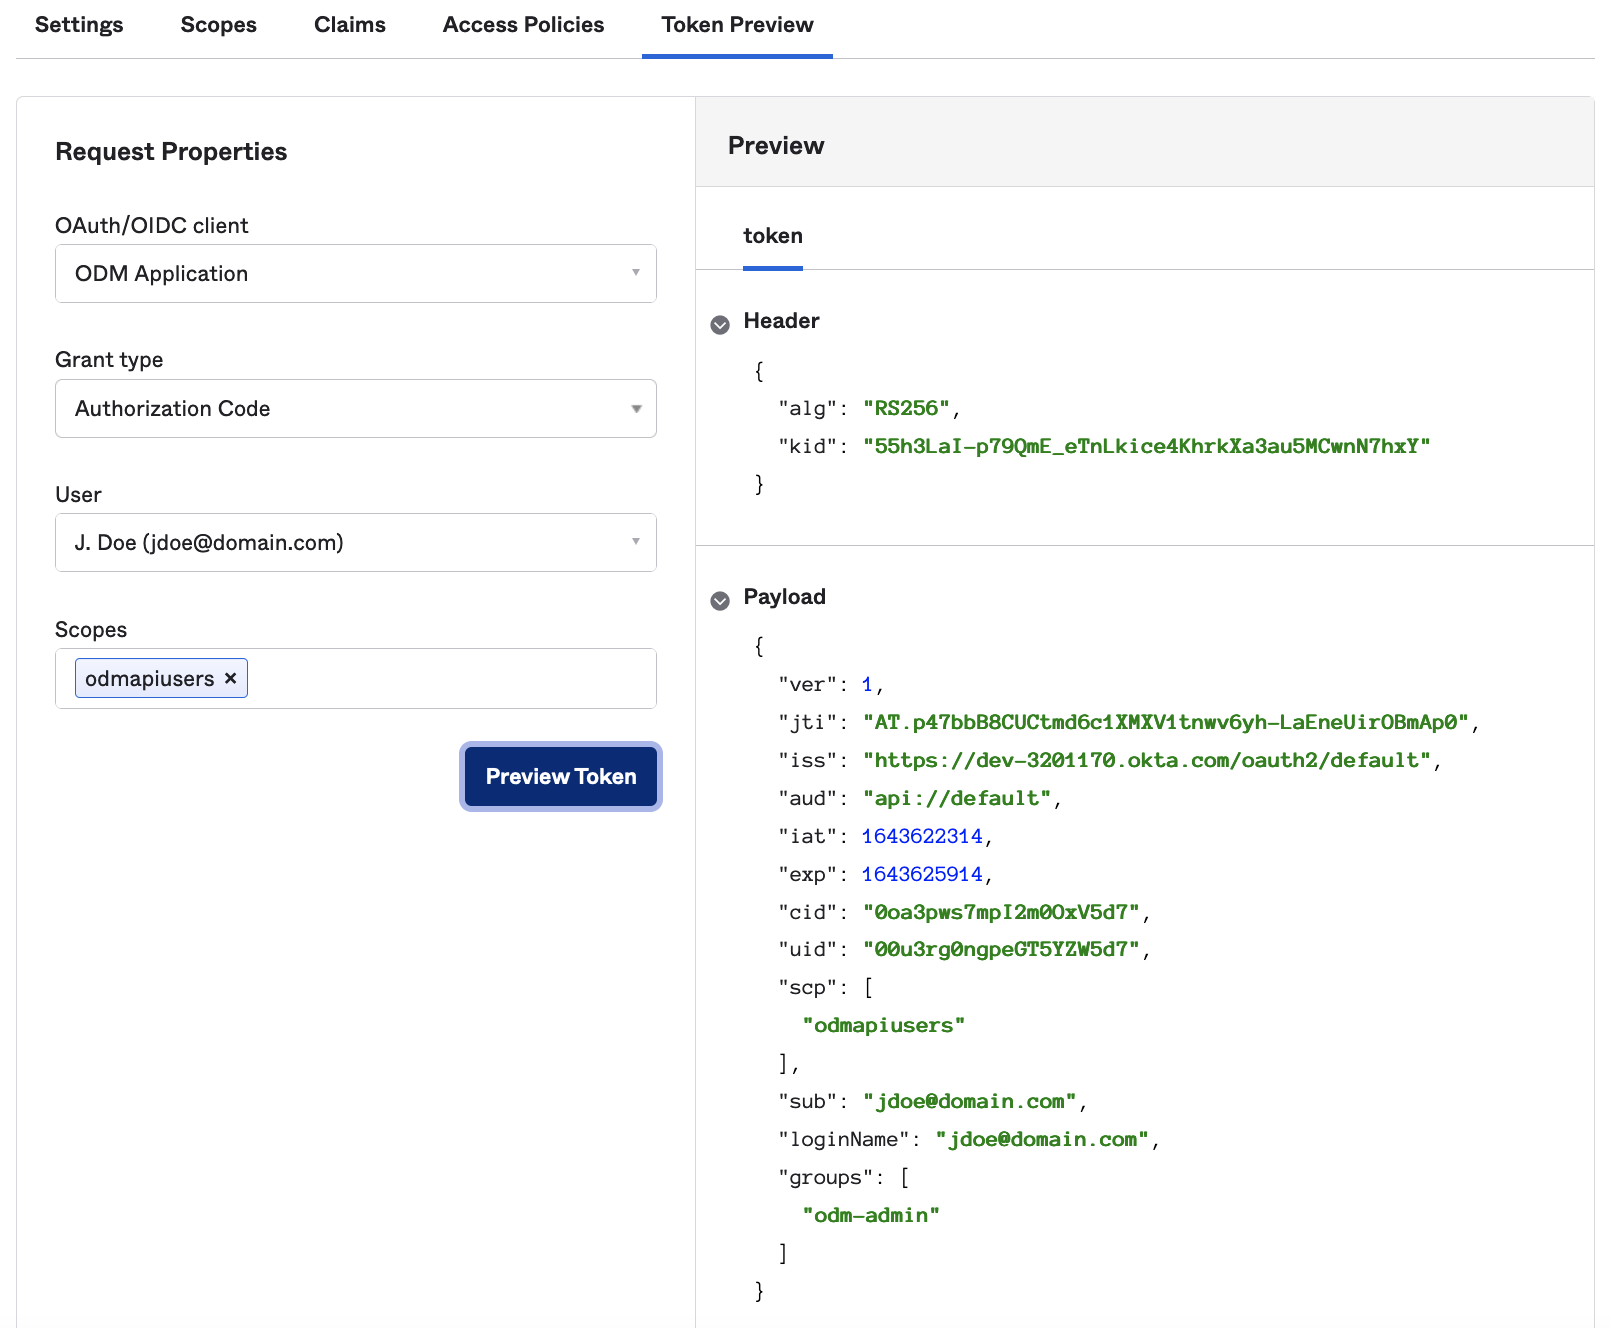 Settings Scopes Claims Access Policies Token Preview
Request Properties
OAuth/OIDC client
ODM Application
Grant type
Authorization Code
User
J. Doe (jdoe@domain.com)
Scopes
odmapiusers ×
Preview Token
Preview
token
Header
{
"alg": "RS256",
"kid": "55h3LaI-p79QmE_eTnLkice4KhrkXa3au5MCwnN7hxY"
}
Payload
{
"ver": 1,
"jti": "AT.p47bbB8CUCtmd6c1XMXV1tnwv6yh-LaEneUirOBmAp0",
"iss": "https://dev-3201170.okta.com/oauth2/default",
"aud": "api://default",
"iat": 1643622314,
"exp": 1643625914,
"cid": "0oa3pws7mpI2m0OxV5d7",
"uid": "00u3rg0ngpeGT5YZW5d7",
"scp": [
"odmapiusers"
],
"sub": "jdoe@domain.com",
"loginName": "jdoe@domain.com",
"groups": [
"odm-admin"
]
}